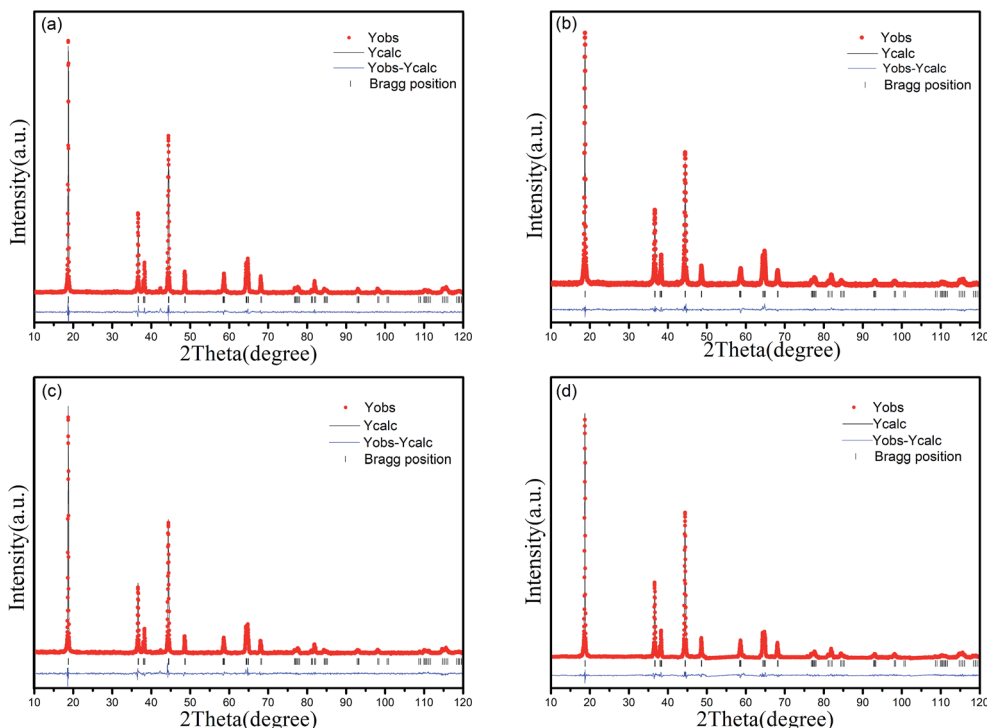 (a)
Yobs
Ycalc
Yobs-Ycalc
Bragg position
Intensity(a.u.)
10 20 30 40 50 60 70 80 90 100 110 120
2Theta(degree)
(b)
Yobs
Ycalc
Yobs-Ycalc
Bragg position
Intensity(a.u.)
10 20 30 40 50 60 70 80 90 100 110 120
2Theta(degree)
(c)
Yobs
Ycalc
Yobs-Ycalc
Bragg position
Intensity(a.u.)
10 20 30 40 50 60 70 80 90 100 110 120
2Theta(degree)
(d)
Yobs
Ycalc
Yobs-Ycalc
Bragg position
Intensity(a.u.)
10 20 30 40 50 60 70 80 90 100 110 120
2Theta(degree)